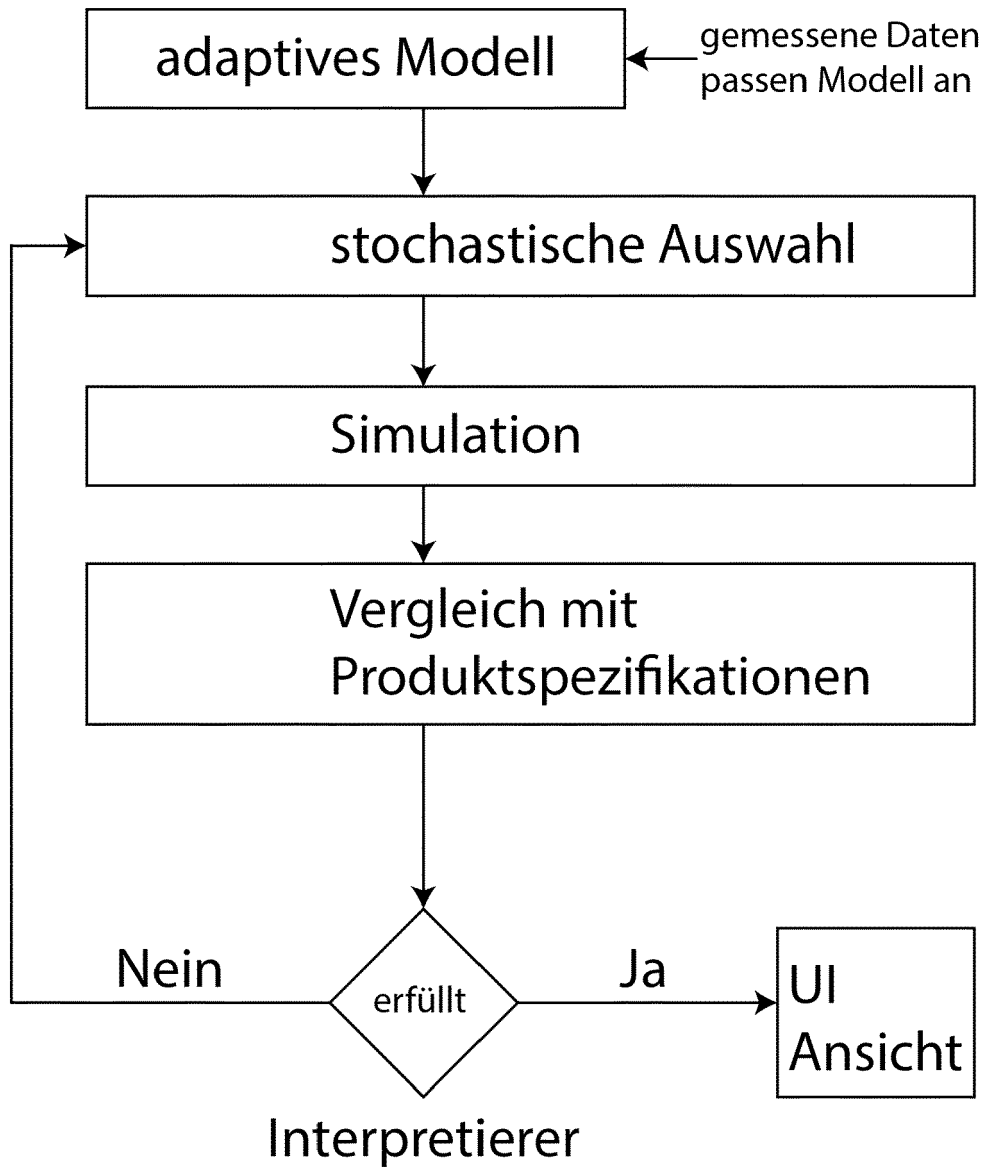 adaptives Modell
gemessene Daten
passen Modell an
stochastische Auswahl
Simulation
Vergleich mit
Produktspezifikationen
Nein
erfüllt
Ja
UI
Ansicht
Interpretierer